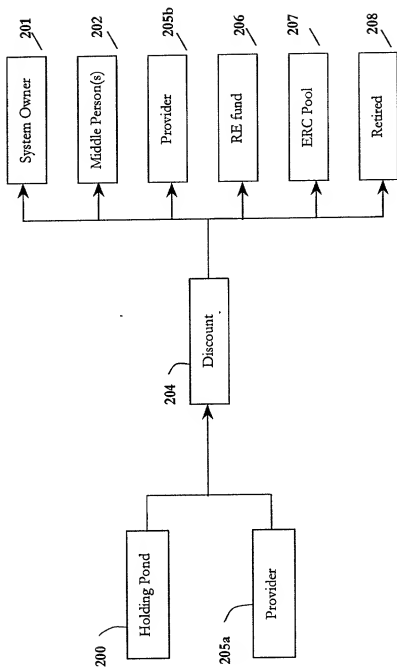 200
Holding Pond
205a
Provider
204
Discount
201
System Owner
202
Middle Person(s)
205b
Provider
206
RE fund
207
ERC Pool
208
Retired